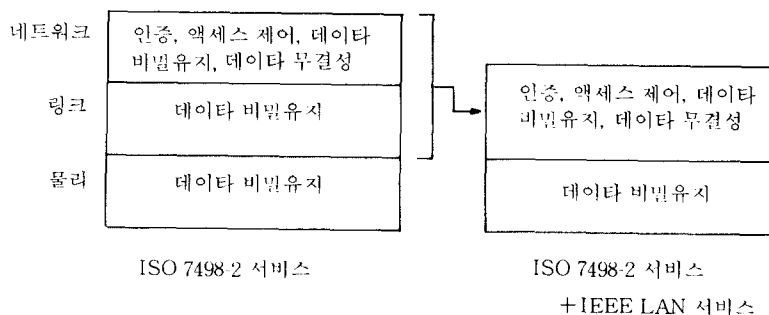 네트워크
인증, 액세스 제어, 데이타
비밀유지, 데이타 무결성
링크
데이타 비밀유지
물리
데이타 비밀유지
ISO 7498-2 서비스
인증, 액세스 제어, 데이타
비밀유지, 데이타 무결성
데이타 비밀유지
ISO 7498-2 서비스
+IEEE LAN 서비스